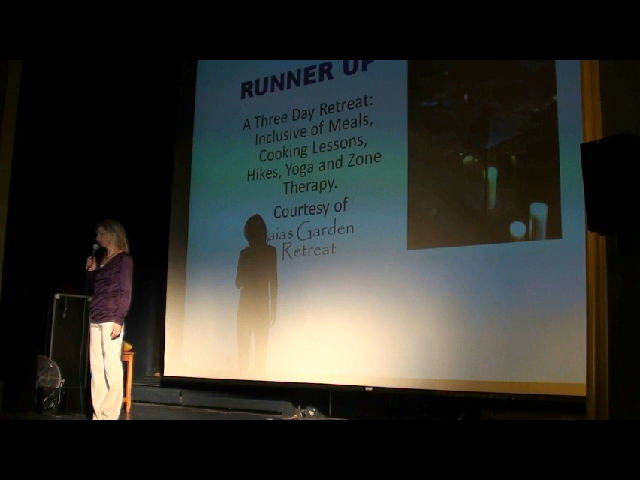 RUNNER UP
A Three Day Retreat:
Inclusive of Meals,
Cooking Lessons,
Hikes, Yoga and Zone
Therapy.
Courtesy of
aias Garden
Retreat